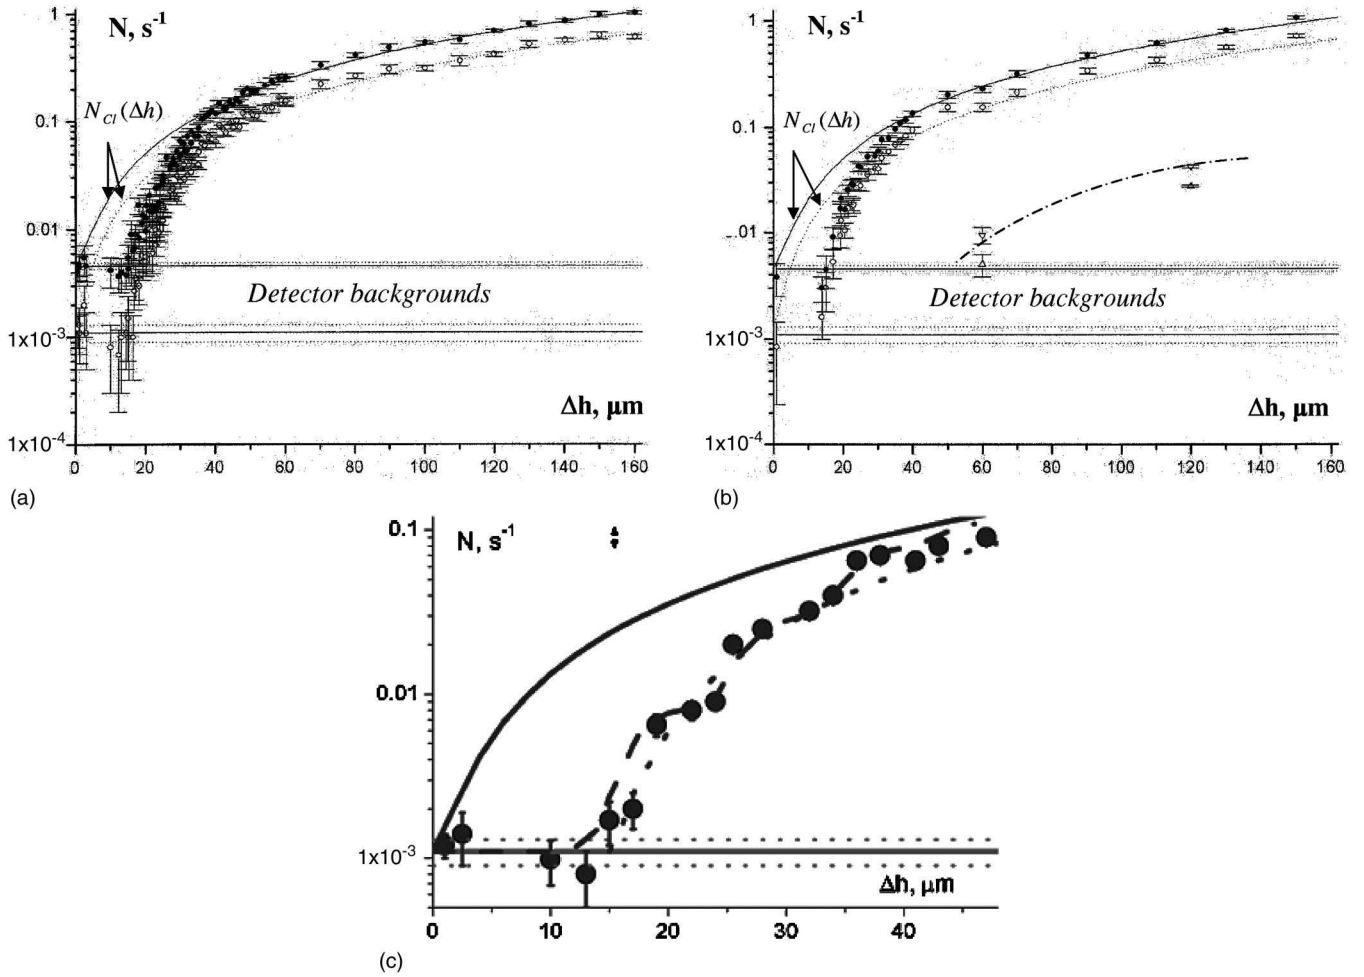 N, s⁻¹
N_Cl(Δh)
Detector backgrounds
Δh, μm
1
0.1
0.01
1x10⁻³
1x10⁻⁴
0 20 40 60 80 100 120 140 160
(a)
N, s⁻¹
N_Cl(Δh)
Detector backgrounds
Δh, μm
1
0.1
0.01
1x10⁻³
1x10⁻⁴
0 20 40 60 80 100 120 140 160
(b)
N, s⁻¹
0.1
0.01
1x10⁻³
Δh, μm
0 10 20 30 40
(c)